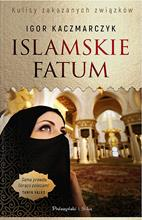 Kulisy zakazanych związków
IGOR KACZMARCZYK
ISLAMSKIE
FATUM
Prószyński i S-ka